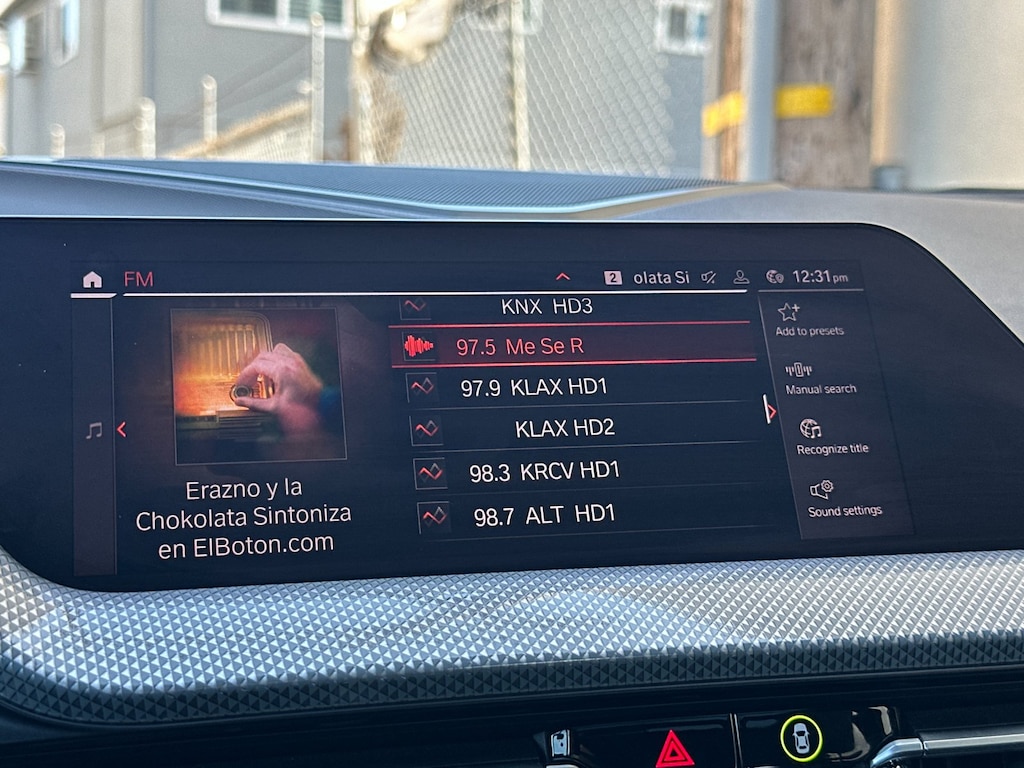 FM
2 olata Si 12:31pm
KNX HD3
97.5 Me Se R
97.9 KLAX HD1
KLAX HD2
98.3 KRCV HD1
98.7 ALT HD1
Erazno y la
Chokolata Sintoniza
en ElBoton.com
Add to presets
Manual search
Recognize title
Sound settings